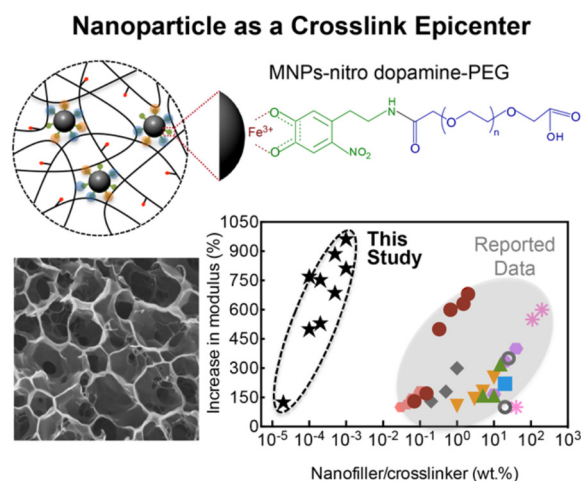 Nanoparticle as a Crosslink Epicenter
MNPs-nitro dopamine-PEG
O
Fe³⁺
O
NO₂
H
N
O
O
n
O
O
OH
This
Study
Reported
Data
Increase in modulus (%)
1050
900
750
600
450
300
150
0
10⁻⁵ 10⁻⁴ 10⁻³ 10⁻² 10⁻¹ 10⁰ 10¹ 10² 10³
Nanofiller/crosslinker (wt.%)